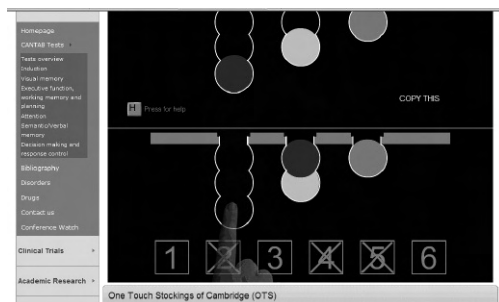 Homepage
CANTAB Tests
Tests overview
Induction
Visual memory
Executive function,
working memory and
planning
Attention
Semantic/Verbal
memory
Decision making and
response control
Bibliography
Disorders
Drugs
Contact us
Conference Watch
Clinical Trials >
Academic Research >
H Press for help
COPY THIS
1 2 3 4 5 6
One Touch Stockings of Cambridge (OTS)